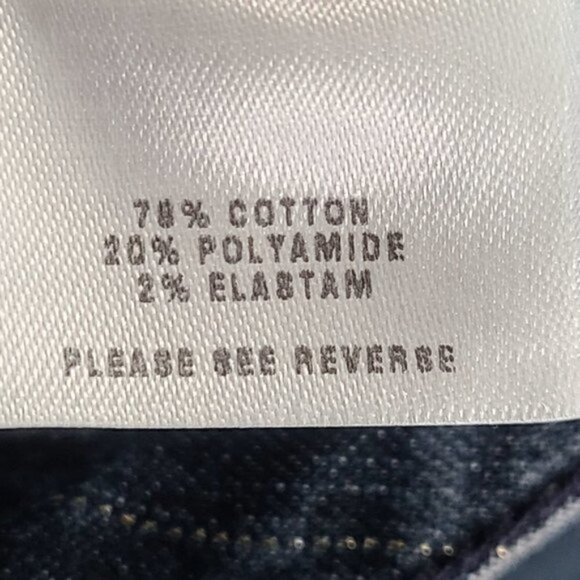 78% COTTON
20% POLYAMIDE
2% ELASTAM
PLEASE SEE REVERSE